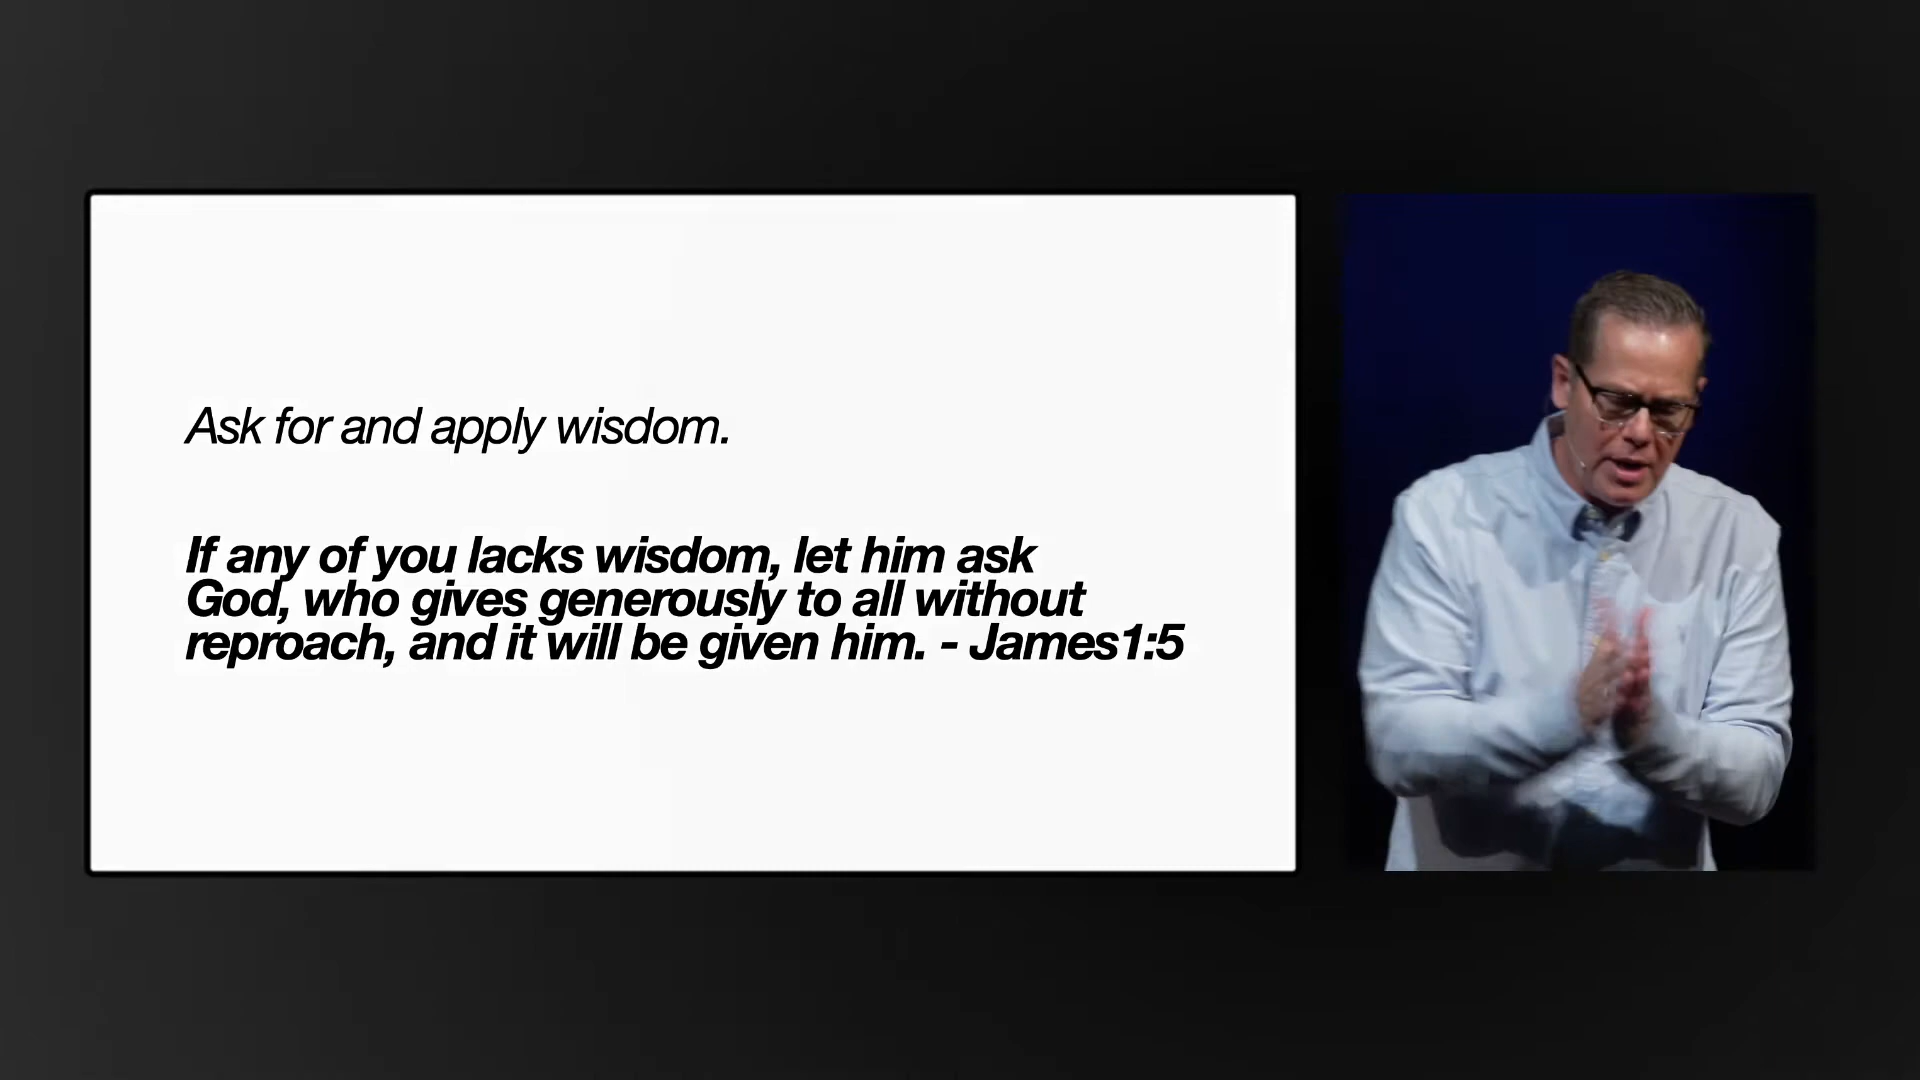 Ask for and apply wisdom.
If any of you lacks wisdom, let him ask
God, who gives generously to all without
reproach, and it will be given him. - James1:5